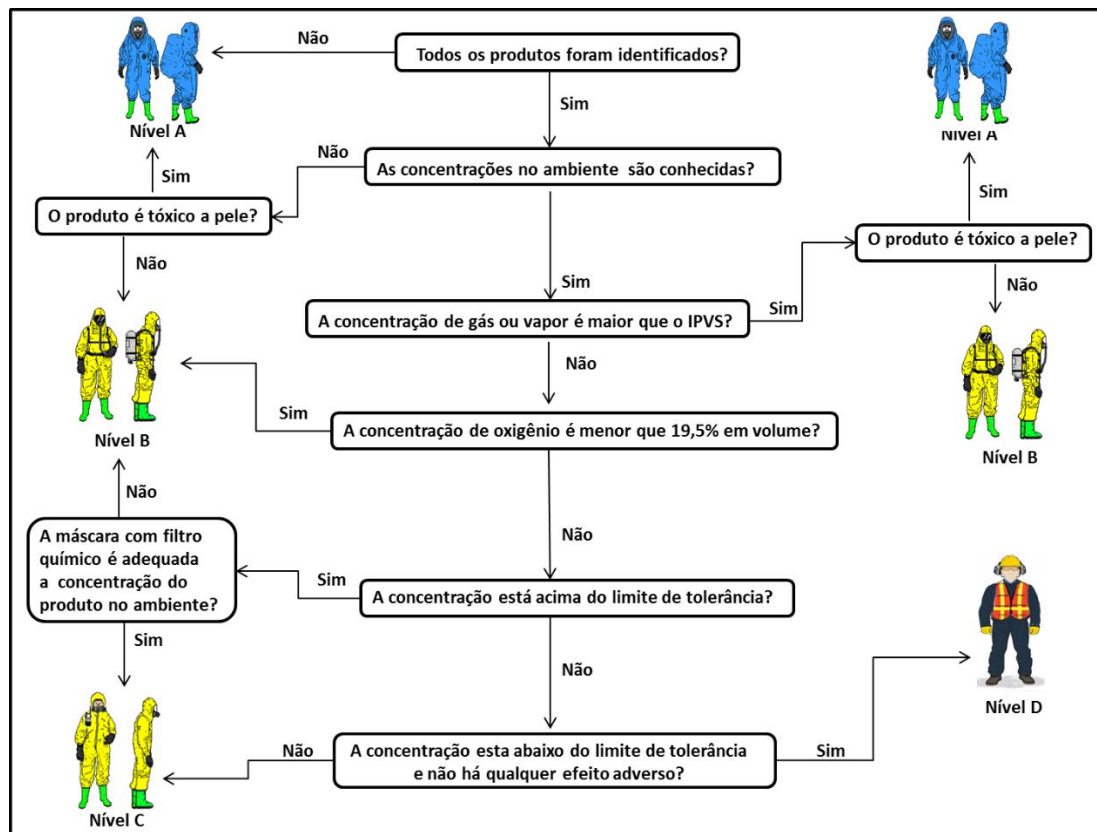 Não
Todos os produtos foram identificados?
Nível A
Sim
Nível A
Não
As concentrações no ambiente são conhecidas?
Sim
Sim
O produto é tóxico a pele?
O produto é tóxico a pele?
Não
Sim
Sim
Não
A concentração de gás ou vapor é maior que o IPVS?
Não
Sim
A concentração de oxigênio é menor que 19,5% em volume?
Nível B
Nível B
Não
A máscara com filtro
químico é adequada
a concentração do
produto no ambiente?
Não
Sim
A concentração está acima do limite de tolerância?
Sim
Não
Nível D
Não
A concentração esta abaixo do limite de tolerância
e não há qualquer efeito adverso?
Sim
Nível C